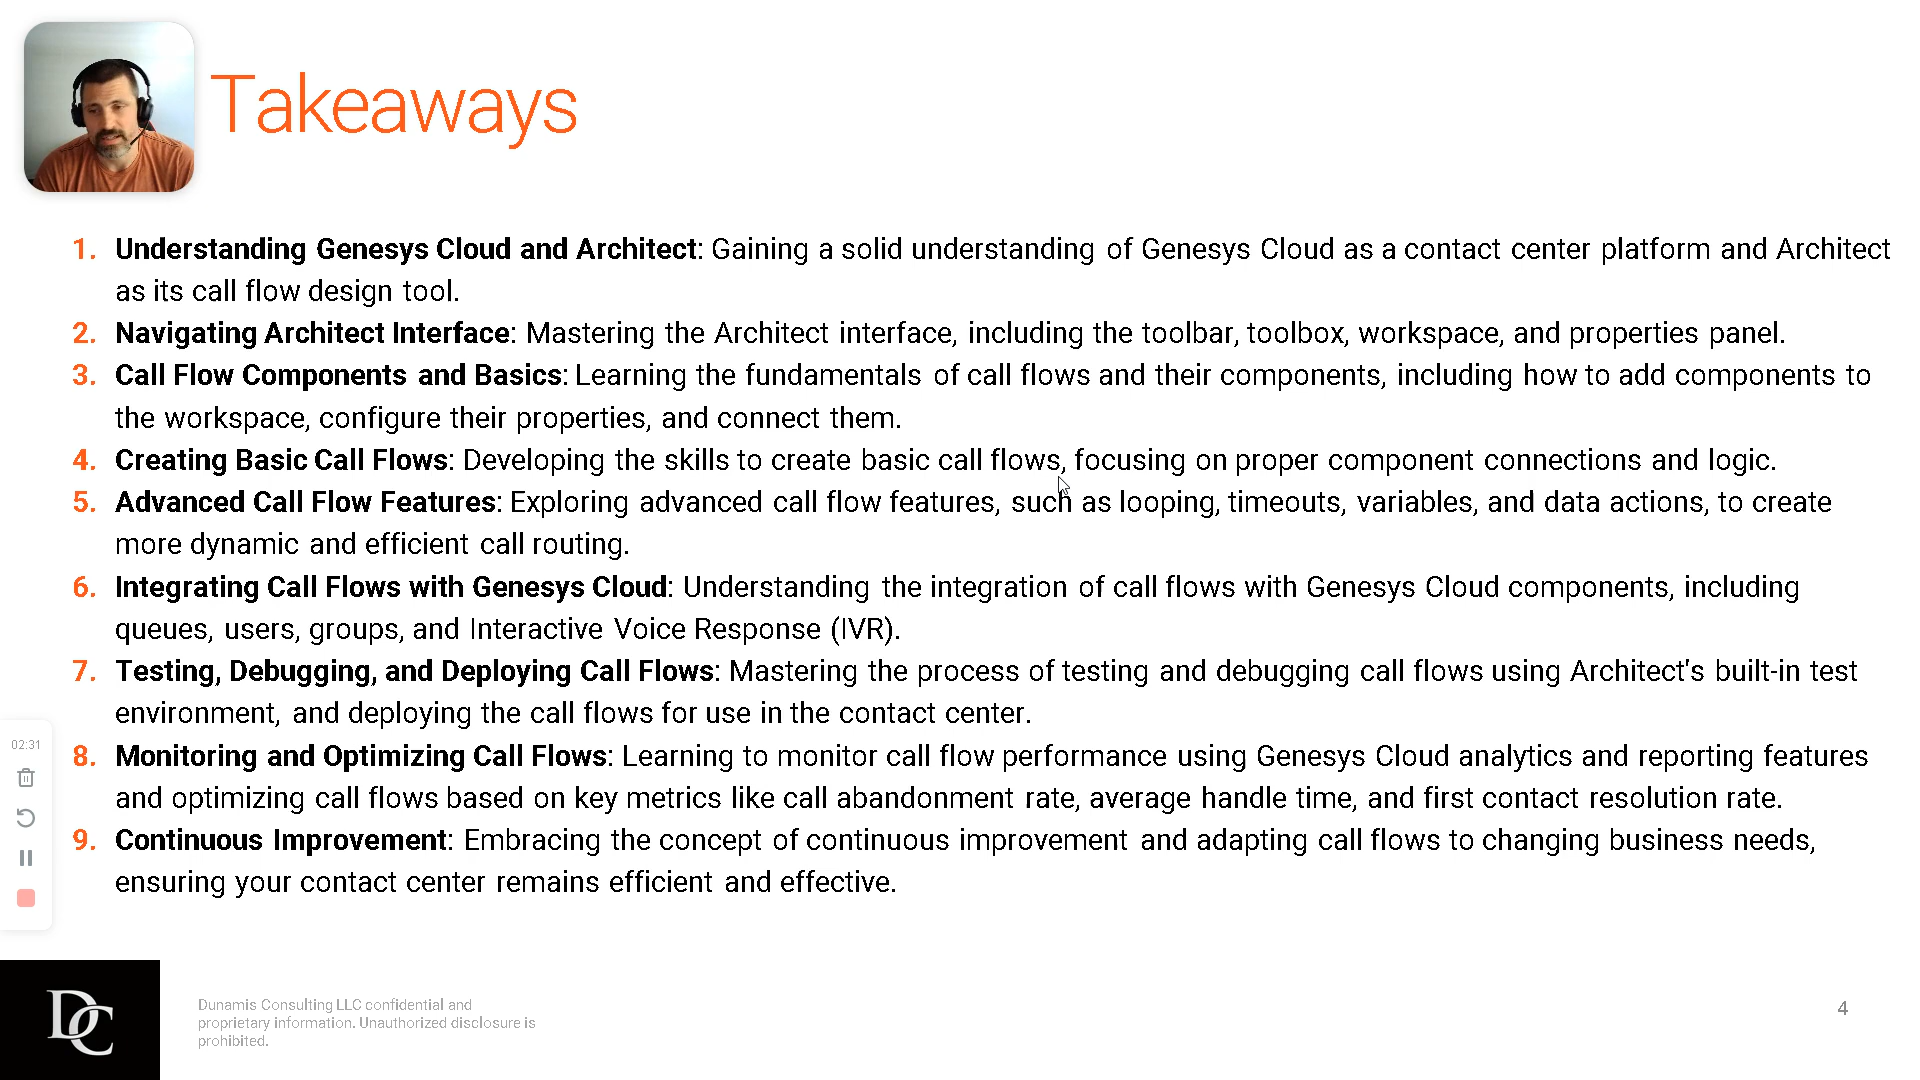 Takeaways
1. Understanding Genesys Cloud and Architect: Gaining a solid understanding of Genesys Cloud as a contact center platform and Architect
as its call flow design tool.
2. Navigating Architect Interface: Mastering the Architect interface, including the toolbar, toolbox, workspace, and properties panel.
3. Call Flow Components and Basics: Learning the fundamentals of call flows and their components, including how to add components to
the workspace, configure their properties, and connect them.
4. Creating Basic Call Flows: Developing the skills to create basic call flows, focusing on proper component connections and logic.
5. Advanced Call Flow Features: Exploring advanced call flow features, such as looping, timeouts, variables, and data actions, to create
more dynamic and efficient call routing.
6. Integrating Call Flows with Genesys Cloud: Understanding the integration of call flows with Genesys Cloud components, including
queues, users, groups, and Interactive Voice Response (IVR).
7. Testing, Debugging, and Deploying Call Flows: Mastering the process of testing and debugging call flows using Architect's built-in test
environment, and deploying the call flows for use in the contact center.
02:31
8. Monitoring and Optimizing Call Flows: Learning to monitor call flow performance using Genesys Cloud analytics and reporting features
and optimizing call flows based on key metrics like call abandonment rate, average handle time, and first contact resolution rate.
9. Continuous Improvement: Embracing the concept of continuous improvement and adapting call flows to changing business needs,
ensuring your contact center remains efficient and effective.
DC
Dunamis Consulting LLC confidential and
proprietary information. Unauthorized disclosure is
prohibited.
4